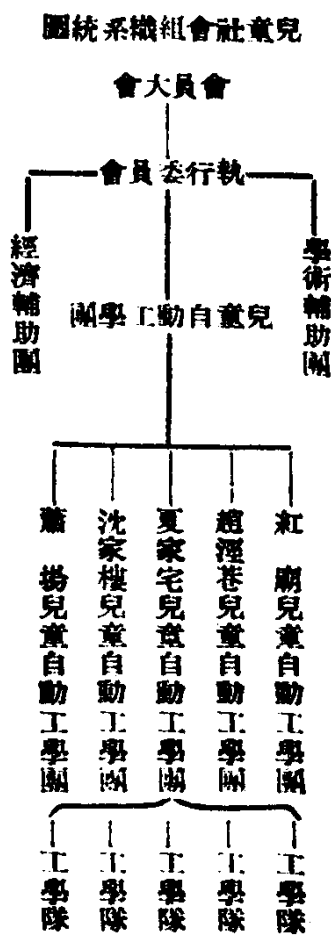 兒童社會組織系統圖
會員大會
執行委員會
學術輔助團
經濟輔助團
兒童自動工學團
紅廟兒童自動工學團
趙涇巷兒童自動工學團
夏家宅兒童自動工學團
沈家樓兒童自動工學團
蕭場兒童自動工學團
工學隊
工學隊
工學隊
工學隊
工學隊